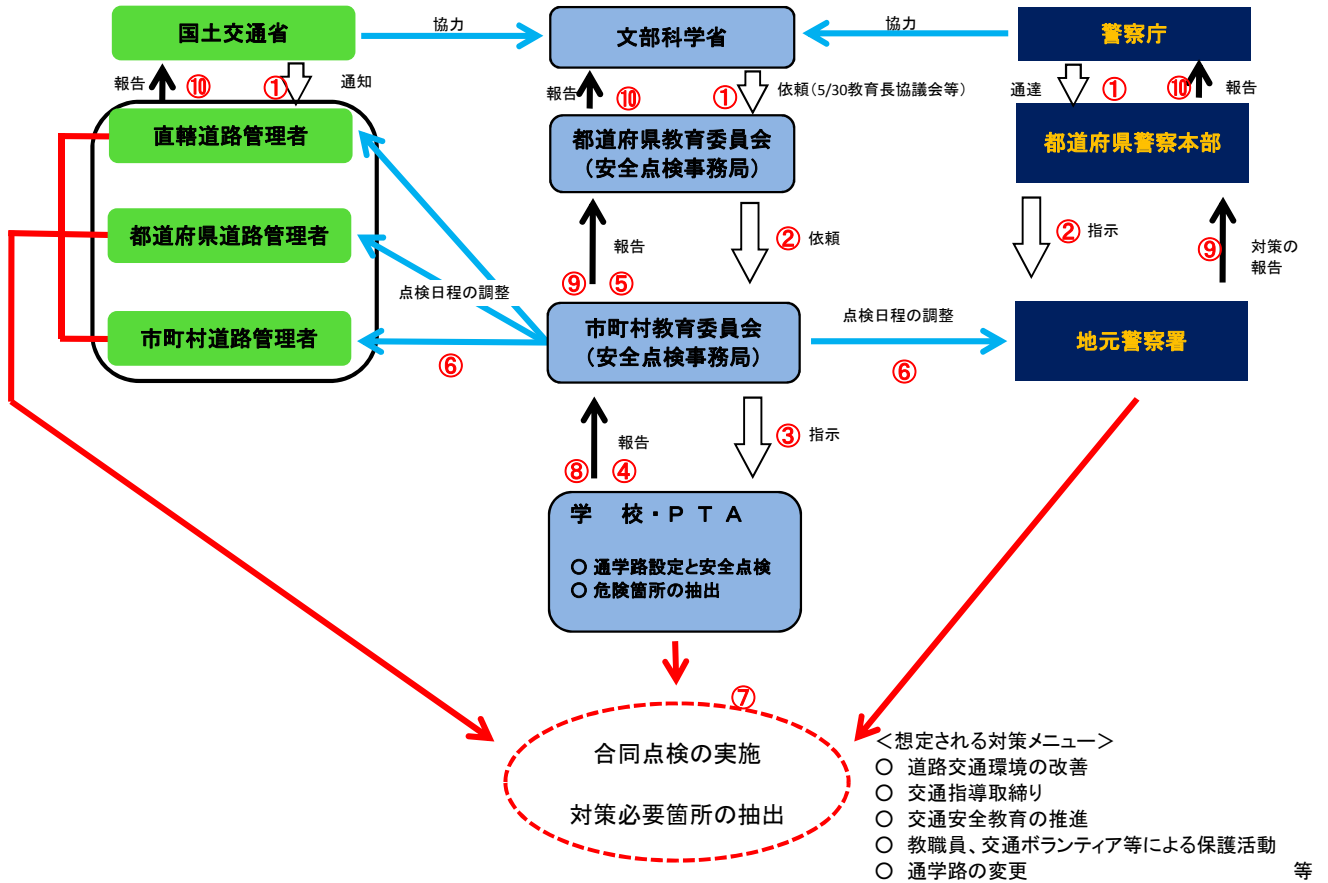 国土交通省
協力
文部科学省
協力
警察庁
報告
⑩
①
通知
報告
⑩
①
依頼(5/30教育長協議会等)
通達
①
⑩
報告
直轄道路管理者
都道府県教育委員会
(安全点検事務局)
都道府県警察本部
都道府県道路管理者
報告
⑨
⑤
②
依頼
②
指示
⑨
対策の
報告
点検日程の調整
点検日程の調整
市町村道路管理者
⑥
市町村教育委員会
(安全点検事務局)
⑥
地元警察署
報告
⑧
④
③
指示
学 校・PTA
○ 通学路設定と安全点検
○ 危険箇所の抽出
⑦
合同点検の実施
対策必要箇所の抽出
<想定される対策メニュー>
○ 道路交通環境の改善
○ 交通指導取締り
○ 交通安全教育の推進
○ 教職員、交通ボランティア等による保護活動
○ 通学路の変更 等